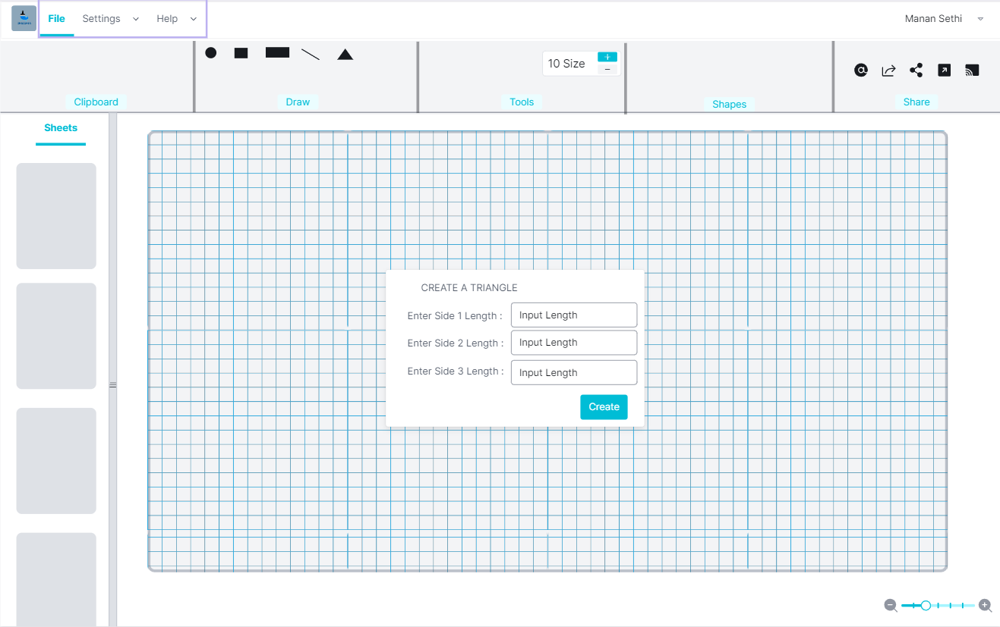 File Settings Help Manan Sethi
10 Size + −
Clipboard Draw Tools Shapes Share
Sheets
CREATE A TRIANGLE
Enter Side 1 Length : Input Length
Enter Side 2 Length : Input Length
Enter Side 3 Length : Input Length
Create